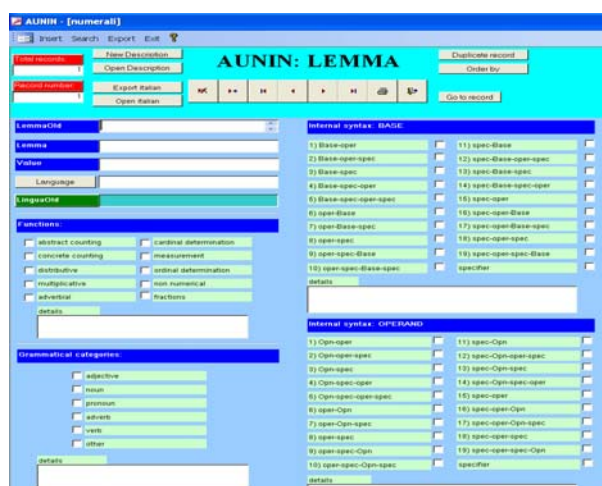 AUNIN - [numerali]
Insert Search Export Exit
Total records:
1
New Description
Open Description
AUNIN: LEMMA
Duplicate record
Order by
Record number:
1
Export Italian
Open Italian
Go to record
LemmaOld
Lemma
Value
Language
LinguaOld
Functions:
abstract counting
cardinal determination
concrete counting
measurement
distributive
ordinal determination
multiplicative
non numerical
adverbial
fractions
details
Grammatical categories:
adjective
noun
pronoun
adverb
verb
other
details
Internal syntax: BASE
1) Base-oper
11) spec-Base
2) Base-oper-spec
12) spec-Base-oper-spec
3) Base-spec
13) spec-Base-spec
4) Base-spec-oper
14) spec-Base-spec-oper
5) Base-spec-oper-spec
15) spec-oper
6) oper-Base
16) spec-oper-Base
7) oper-Base-spec
17) spec-oper-Base-spec
8) oper-spec
18) spec-oper-spec
9) oper-spec-Base
19) spec-oper-spec-Base
10) oper-spec-Base-spec
specifier
details
Internal syntax: OPERAND
1) Opn-oper
11) spec-Opn
2) Opn-oper-spec
12) spec-Opn-oper-spec
3) Opn-spec
13) spec-Opn-spec
4) Opn-spec-oper
14) spec-Opn-spec-oper
5) Opn-spec-oper-spec
15) spec-oper
6) oper-Opn
16) spec-oper-Opn
7) oper-Opn-spec
17) spec-oper-Opn-spec
8) oper-spec
18) spec-oper-spec
9) oper-spec-Opn
19) spec-oper-spec-Opn
10) oper-spec-Opn-spec
specifier
details